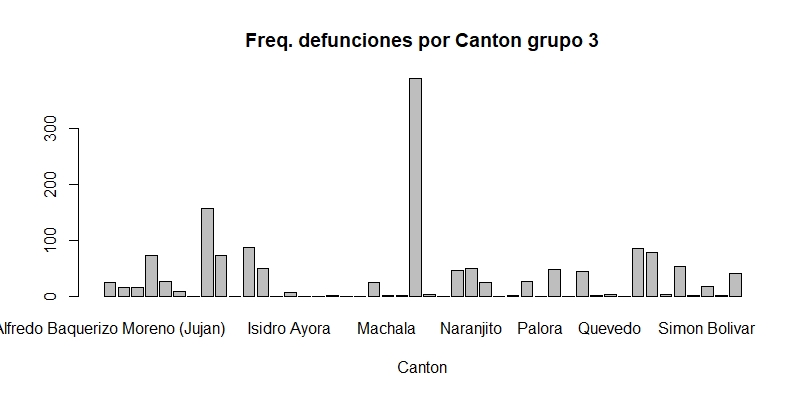 Freq. defunciones por Canton grupo 3
300
200
100
0
Alfredo Baquerizo Moreno (Jujan) Isidro Ayora Machala Naranjito Palora Quevedo Simon Bolivar
Canton